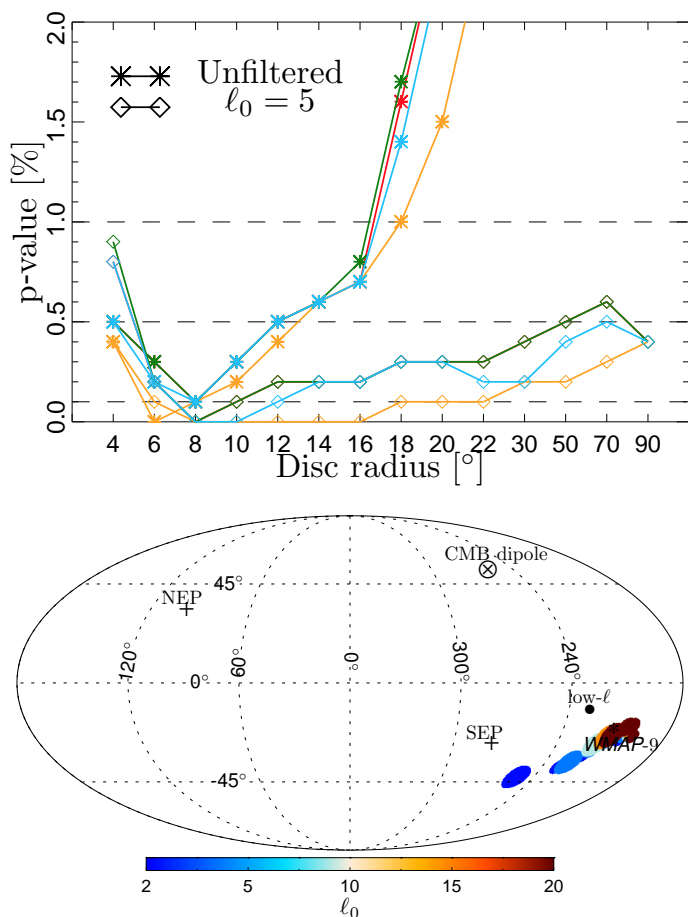 2.0
Unfiltered
ℓ₀ = 5
1.5
p-value [%]
1.0
0.5
0.0 0.1
4 6 8 10 12 14 16 18 20 22 30 50 70 90
Disc radius [°]
CMB dipole
45°
NEP
120° 60° 0° 300° 240°
0°
low-ℓ
SEP
WMAP-9
-45°
2 5 10 15 20
ℓ₀